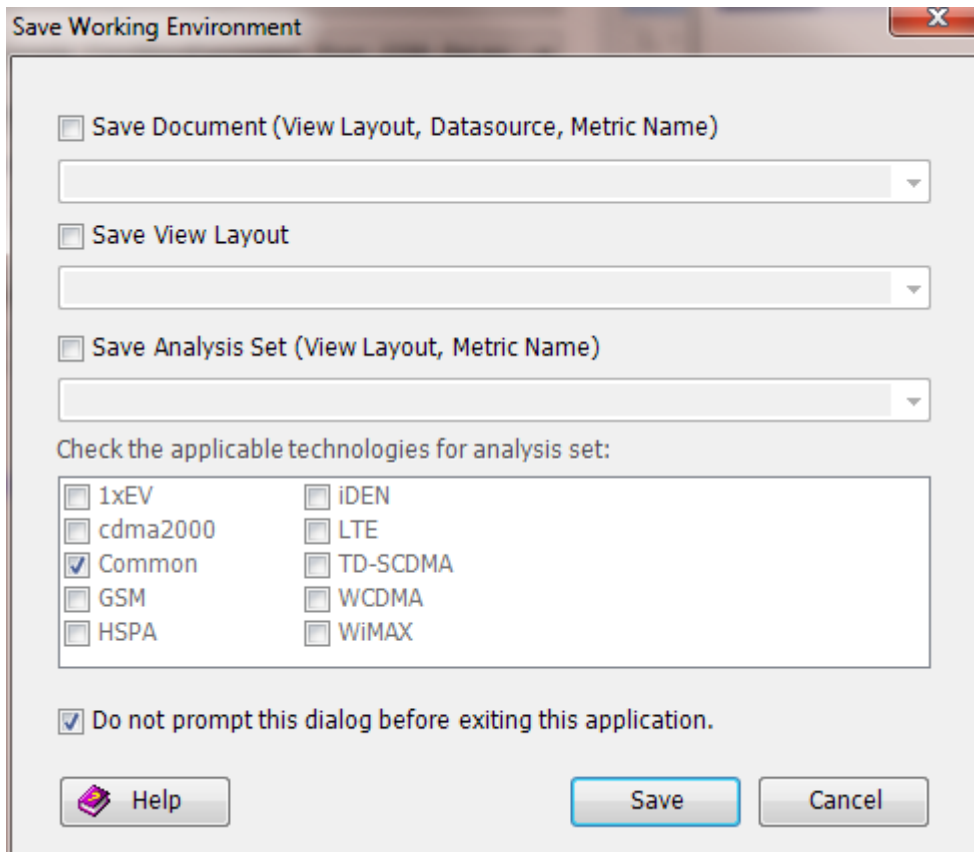 Save Working Environment
Save Document (View Layout, Datasource, Metric Name)
Save View Layout
Save Analysis Set (View Layout, Metric Name)
Check the applicable technologies for analysis set:
1xEV iDEN
cdma2000 LTE
Common TD-SCDMA
GSM WCDMA
HSPA WiMAX
Do not prompt this dialog before exiting this application.
Help Save Cancel